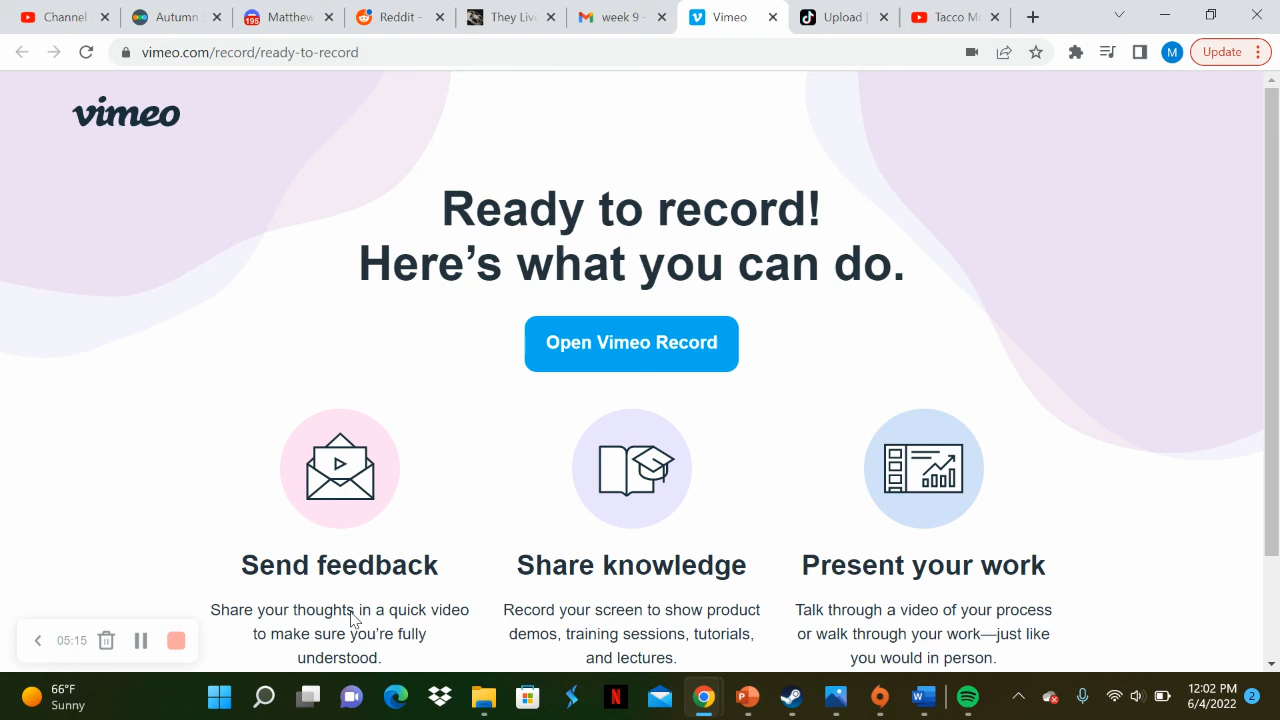 Channel
Autumn S
195
Matthew
Reddit -
They Live
week 9 -
Vimeo
Upload |
Tacco Mo
vimeo.com/record/ready-to-record
M
Update
vimeo
Ready to record!
Here's what you can do.
Open Vimeo Record
Send feedback
Share your thoughts in a quick video
to make sure you're fully
understood.
Share knowledge
Record your screen to show product
demos, training sessions, tutorials,
and lectures.
Present your work
Talk through a video of your process
or walk through your work—just like
you would in person.
05:15
66°F
Sunny
12:02 PM
6/4/2022
2